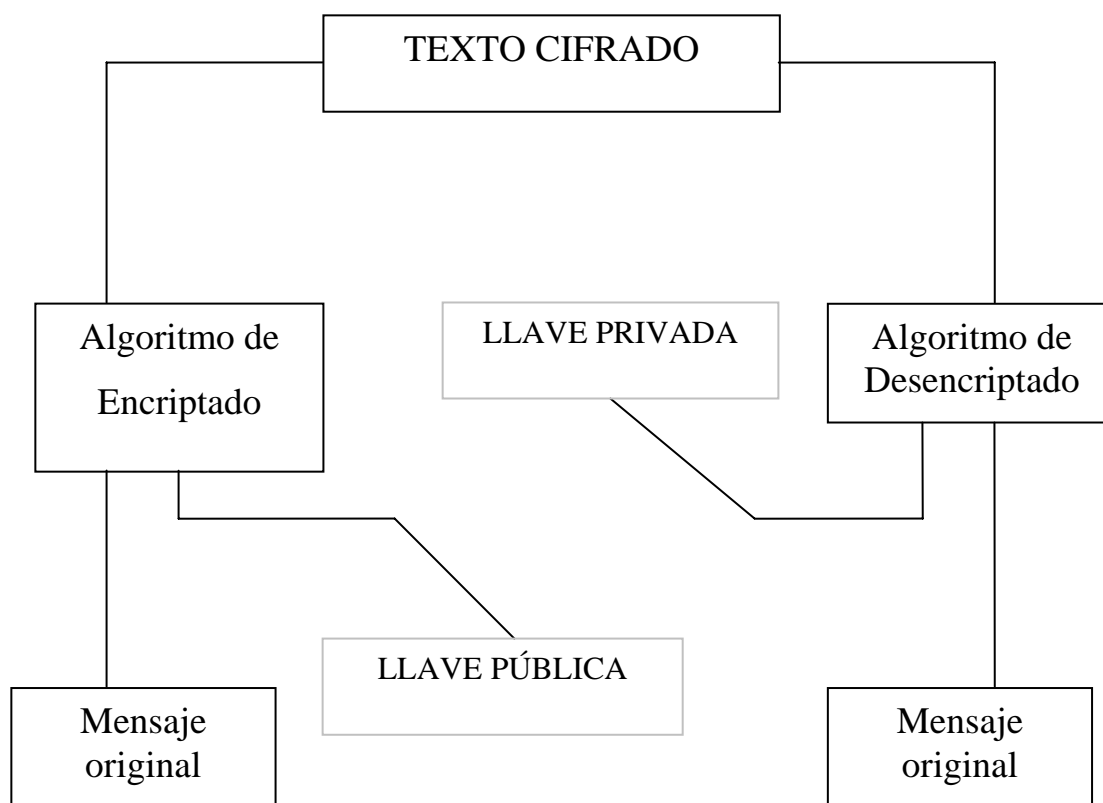 TEXTO CIFRADO
Algoritmo de
Encriptado
LLAVE PRIVADA
Algoritmo de
Desencriptado
LLAVE PÚBLICA
Mensaje
original
Mensaje
original